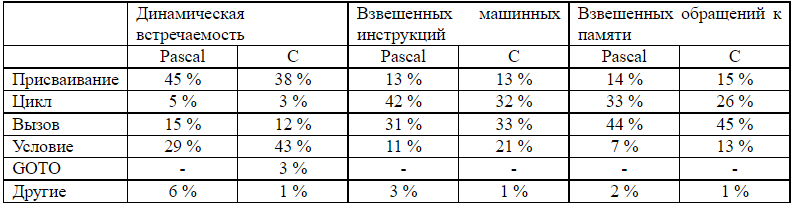 Динамическая встречаемость Взвешенных машинных инструкций Взвешенных обращений к памяти
Pascal C Pascal C Pascal C
Присваивание 45 % 38 % 13 % 13 % 14 % 15 %
Цикл 5 % 3 % 42 % 32 % 33 % 26 %
Вызов 15 % 12 % 31 % 33 % 44 % 45 %
Условие 29 % 43 % 11 % 21 % 7 % 13 %
GOTO - 3 % - - - -
Другие 6 % 1 % 3 % 1 % 2 % 1 %